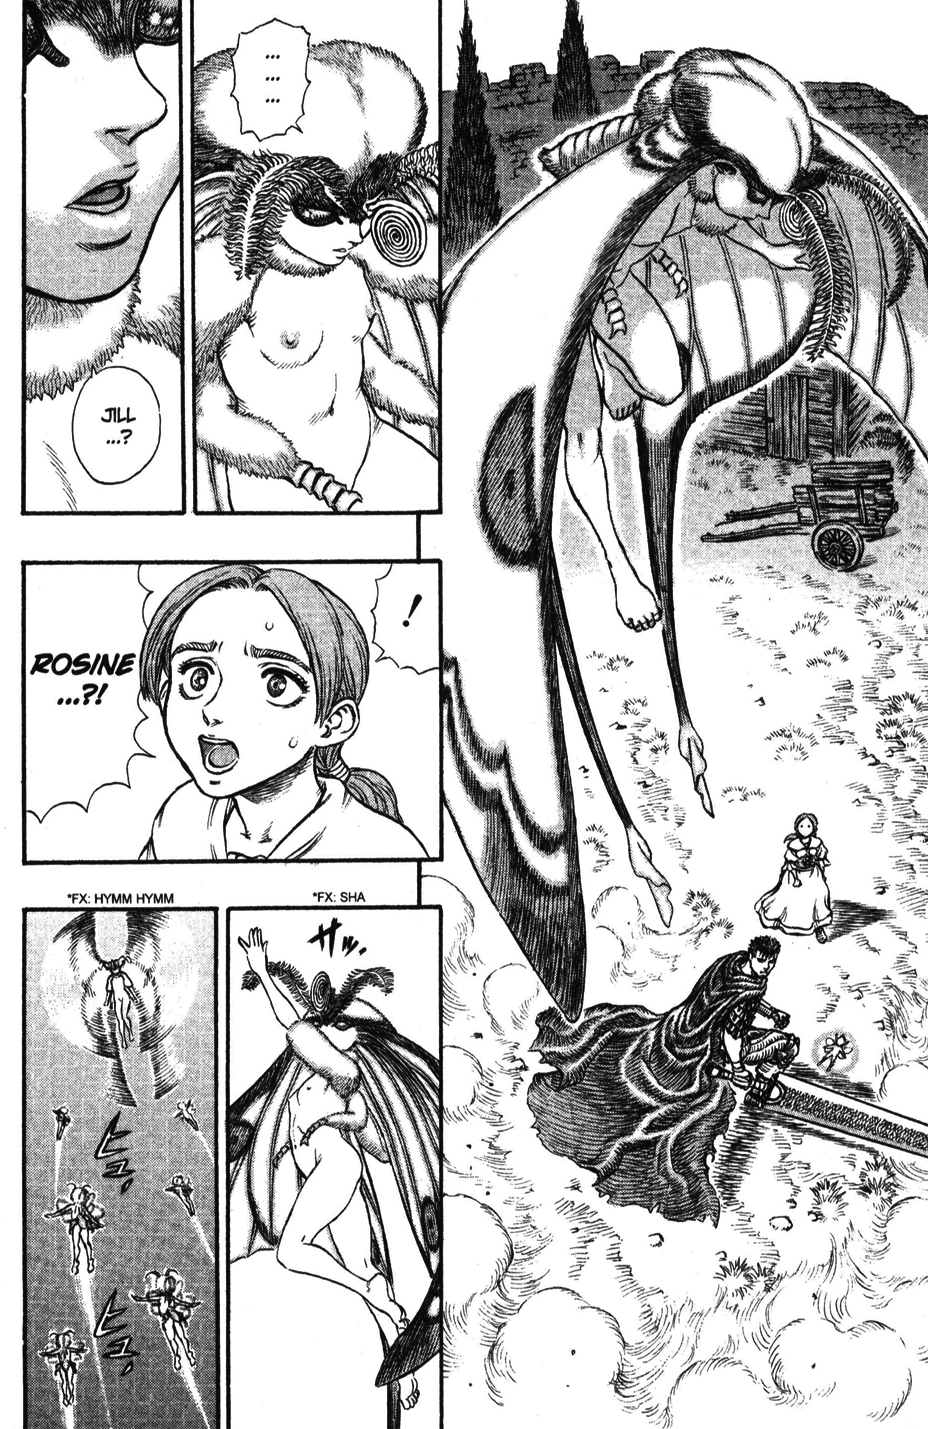 ...
...
...
JILL
...?
!
ROSINE
...?!
*FX: SHA
ザッ.
*FX: HYMM HYMM
ヒュ.
ヒュ.